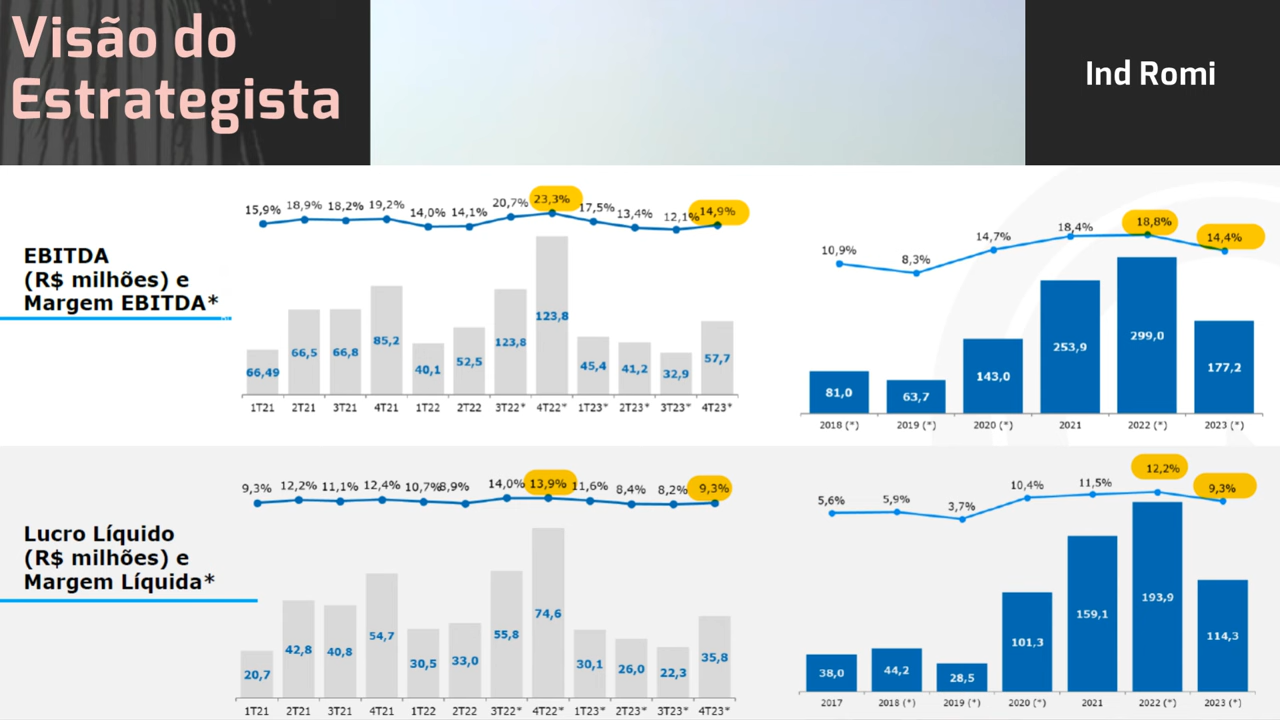 Visão do
Estrategista
Ind Romi
EBITDA
(R$ milhões) e
Margem EBITDA*
15,9% 18,9% 18,2% 19,2% 14,0% 14,1% 20,7% 23,3% 17,5% 13,4% 12,1% 14,9%
66,49 66,5 66,8 85,2 40,1 52,5 123,8 123,8 45,4 41,2 32,9 57,7
1T21 2T21 3T21 4T21 1T22 2T22 3T22* 4T22* 1T23* 2T23* 3T23* 4T23*
10,9% 8,3% 14,7% 18,4% 18,8% 14,4%
81,0 63,7 143,0 253,9 299,0 177,2
2018 (*) 2019 (*) 2020 (*) 2021 2022 (*) 2023 (*)
Lucro Líquido
(R$ milhões) e
Margem Líquida*
9,3% 12,2% 11,1% 12,4% 10,7% 8,9% 14,0% 13,9% 11,6% 8,4% 8,2% 9,3%
20,7 42,8 40,8 54,7 30,5 33,0 55,8 74,6 30,1 26,0 22,3 35,8
1T21 2T21 3T21 4T21 1T22 2T22 3T22* 4T22* 1T23* 2T23* 3T23* 4T23*
5,6% 5,9% 3,7% 10,4% 11,5% 12,2% 9,3%
38,0 44,2 28,5 101,3 159,1 193,9 114,3
2017 2018 (*) 2019 (*) 2020 (*) 2021 2022 (*) 2023 (*)